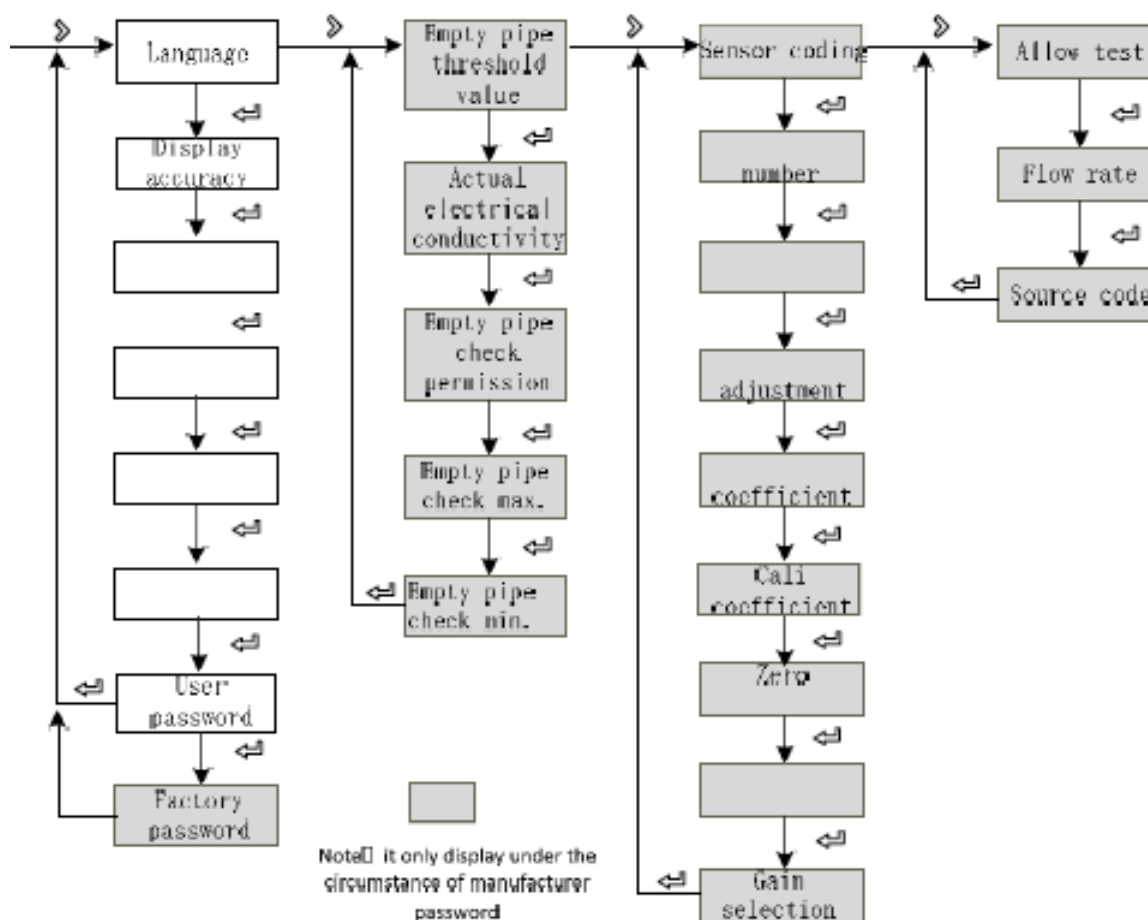 Language
Display
accuracy
User
password
Factory
password
Empty pipe
threshold
value
Actual
electrical
conductivity
Empty pipe
check
permission
Empty pipe
check max.
Empty pipe
check min.
Sensor coding
number
adjustment
coefficient
Cali
coefficient
Zero
Gain
selection
Allow test
Flow rate
Source code
Note it only display under the
circumstance of manufacturer
password